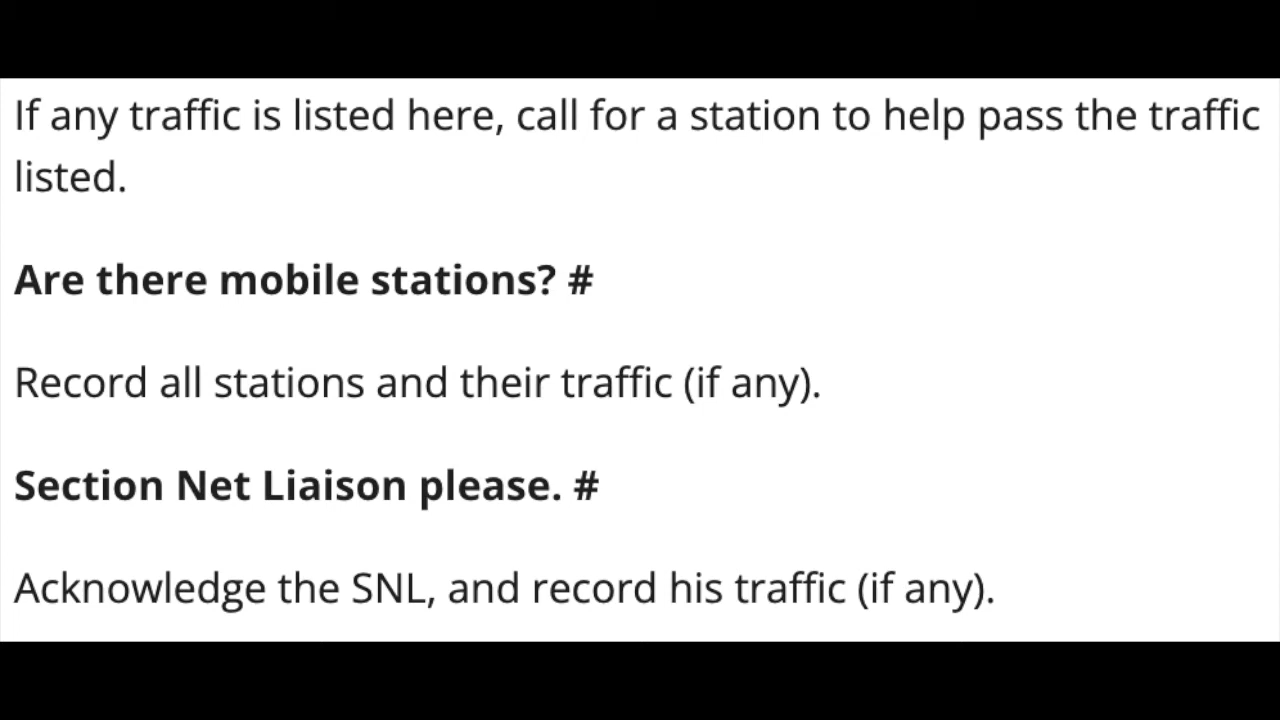 If any traffic is listed here, call for a station to help pass the traffic
listed.
Are there mobile stations? #
Record all stations and their traffic (if any).
Section Net Liaison please. #
Acknowledge the SNL, and record his traffic (if any).